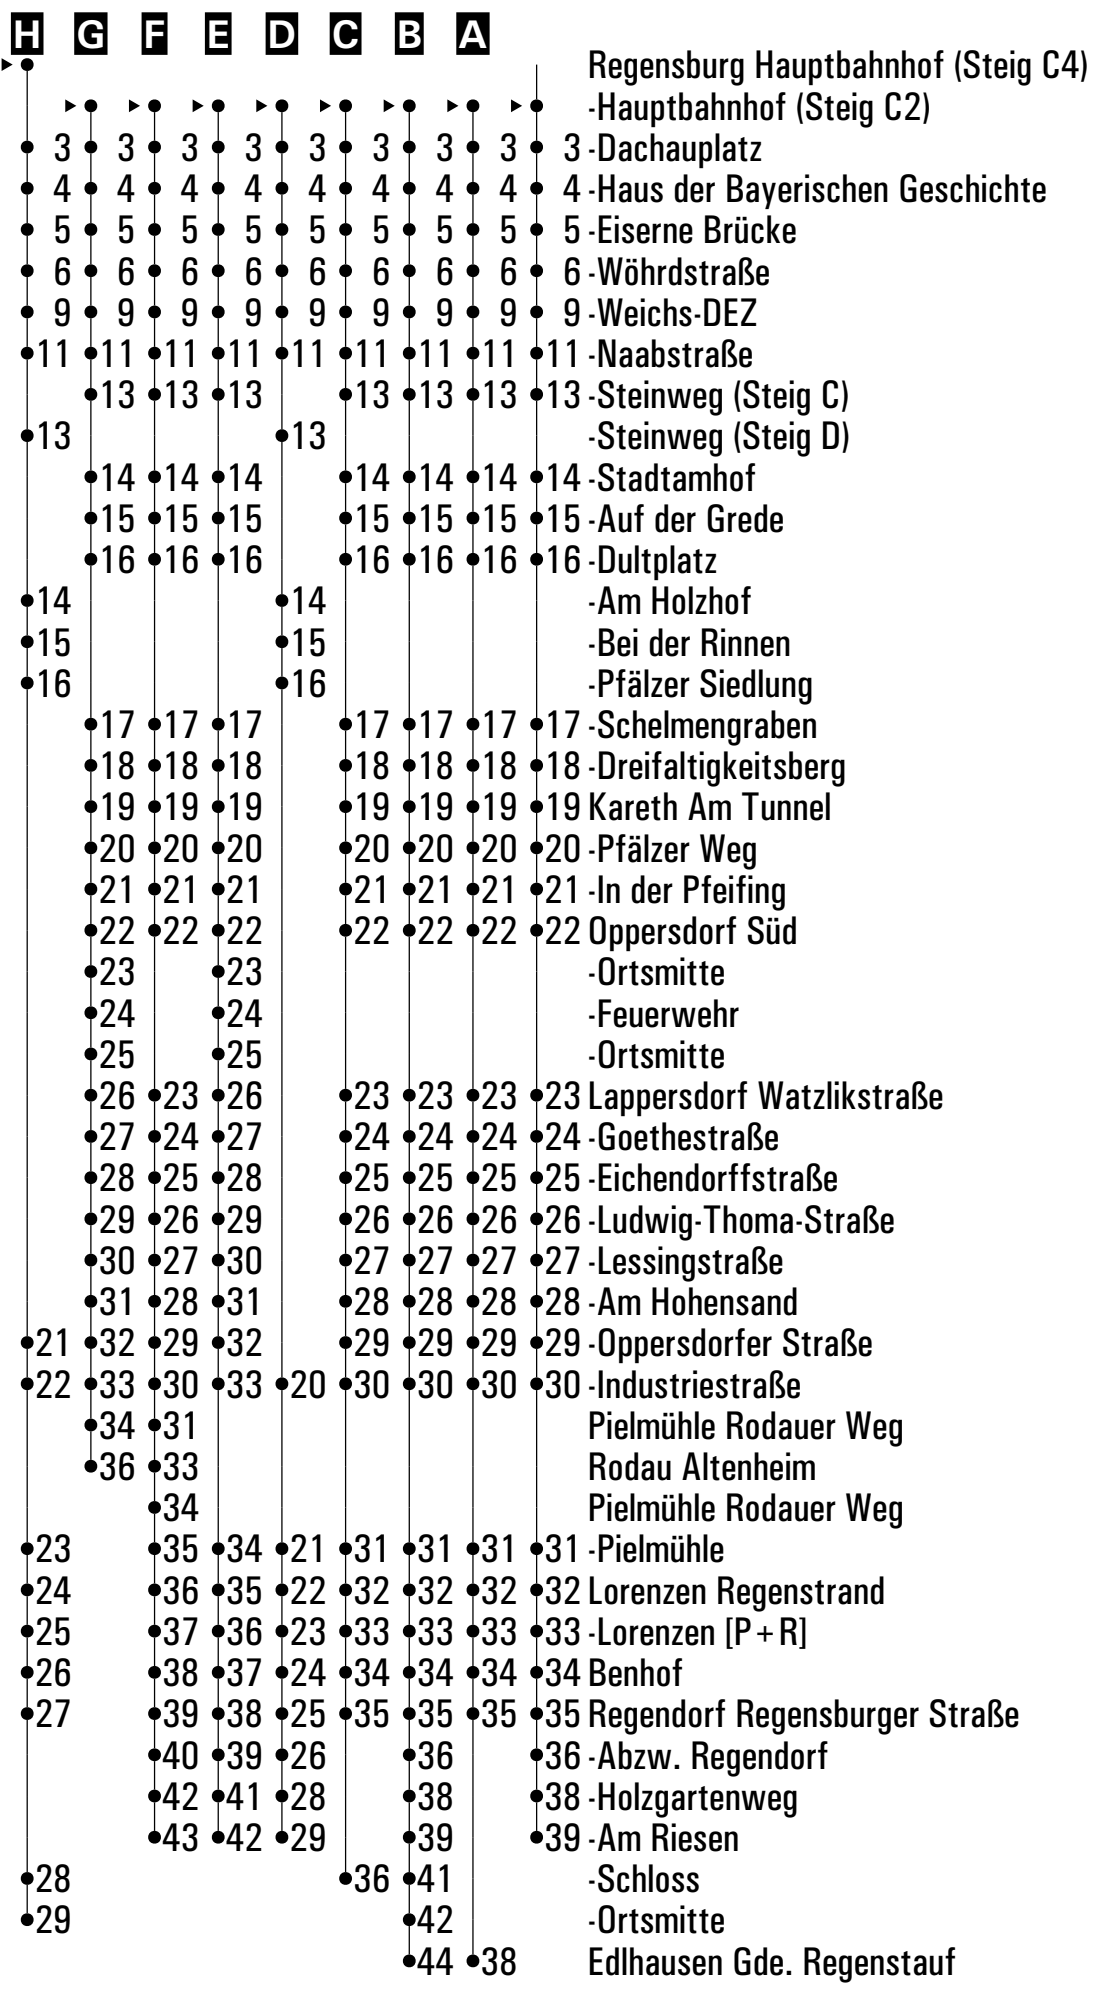 H G F E D C B A
Regensburg Hauptbahnhof (Steig C4)
-Hauptbahnhof (Steig C2)
3 3 3 3 3 3 3 3 3 -Dachauplatz
4 4 4 4 4 4 4 4 4 -Haus der Bayerischen Geschichte
5 5 5 5 5 5 5 5 5 -Eiserne Brücke
6 6 6 6 6 6 6 6 6 -Wöhrdstraße
9 9 9 9 9 9 9 9 9 -Weichs-DEZ
11 11 11 11 11 11 11 11 11 -Naabstraße
13 13 13 13 13 13 13 -Steinweg (Steig C)
13 13 -Steinweg (Steig D)
14 14 14 14 14 14 14 -Stadtamhof
15 15 15 15 15 15 15 -Auf der Grede
16 16 16 16 16 16 16 -Dultplatz
14 14 -Am Holzhof
15 15 -Bei der Rinnen
16 16 -Pfälzer Siedlung
17 17 17 17 17 17 17 -Schelmengraben
18 18 18 18 18 18 18 -Dreifaltigkeitsberg
19 19 19 19 19 19 19 Kareth Am Tunnel
20 20 20 20 20 20 20 -Pfälzer Weg
21 21 21 21 21 21 21 -In der Pfeifing
22 22 22 22 22 22 22 Oppersdorf Süd
23 23 -Ortsmitte
24 24 -Feuerwehr
25 25 -Ortsmitte
26 23 26 23 23 23 23 Lappersdorf Watzlikstraße
27 24 27 24 24 24 24 -Goethestraße
28 25 28 25 25 25 25 -Eichendorffstraße
29 26 29 26 26 26 26 -Ludwig-Thoma-Straße
30 27 30 27 27 27 27 -Lessingstraße
31 28 31 28 28 28 28 -Am Hohensand
21 32 29 32 29 29 29 29 -Oppersdorfer Straße
22 33 30 33 20 30 30 30 30 -Industriestraße
34 31 Pielmühle Rodauer Weg
36 33 Rodau Altenheim
34 Pielmühle Rodauer Weg
23 35 34 21 31 31 31 31 -Pielmühle
24 36 35 22 32 32 32 32 Lorenzen Regenstrand
25 37 36 23 33 33 33 33 -Lorenzen [P+R]
26 38 37 24 34 34 34 34 Benhof
27 39 38 25 35 35 35 35 Regendorf Regensburger Straße
40 39 26 36 36 -Abzw. Regendorf
42 41 28 38 38 -Holzgartenweg
43 42 29 39 39 -Am Riesen
28 36 41 -Schloss
29 42 -Ortsmitte
44 38 Edlhausen Gde. Regenstauf